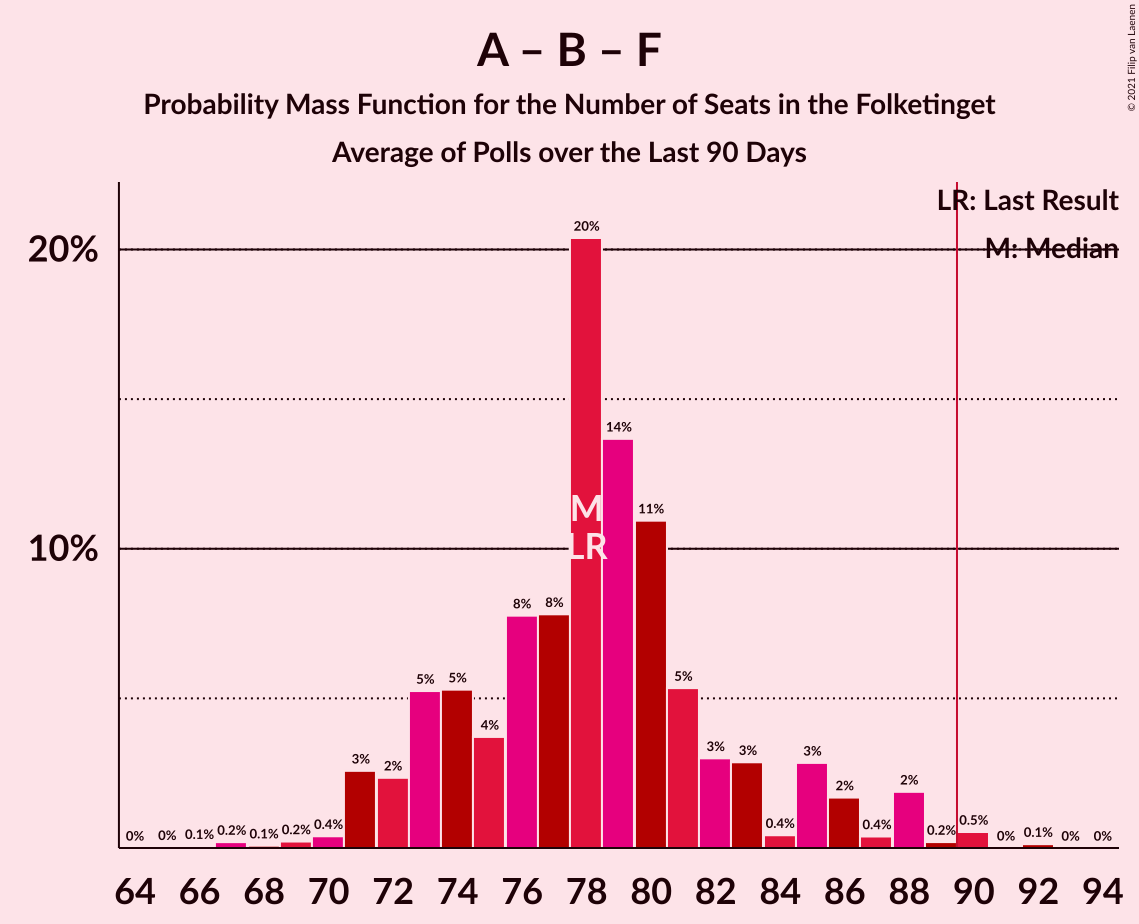 A – B – F
Probability Mass Function for the Number of Seats in the Folketinget
Average of Polls over the Last 90 Days
© 2021 Filip van Laenen
LR: Last Result
M: Median
20%
10%
0% 0% 0.1% 0.2% 0.1% 0.2% 0.4% 3% 2% 5% 5% 4% 8% 8% 20% 14% 11% 5% 3% 3% 0.4% 3% 2% 0.4% 2% 0.2% 0.5% 0% 0.1% 0% 0%
M
LR
64 66 68 70 72 74 76 78 80 82 84 86 88 90 92 94